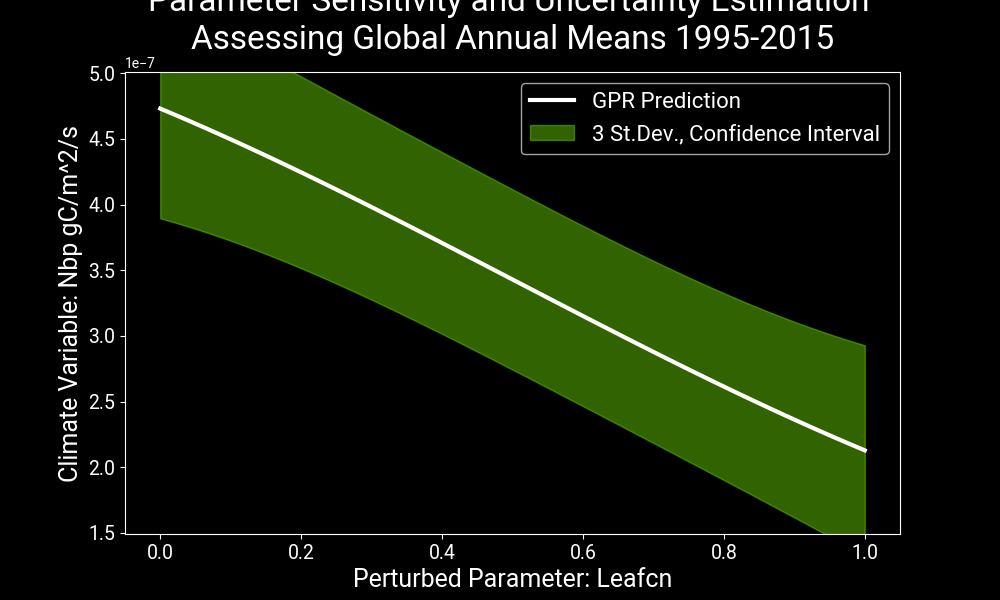 Parameter Sensitivity and Uncertainty Estimation
Assessing Global Annual Means 1995-2015
1e-7
5.0
4.5
4.0
3.5
3.0
2.5
2.0
1.5
Climate Variable: Nbp gC/m^2/s
GPR Prediction
3 St.Dev., Confidence Interval
0.0 0.2 0.4 0.6 0.8 1.0
Perturbed Parameter: Leafcn